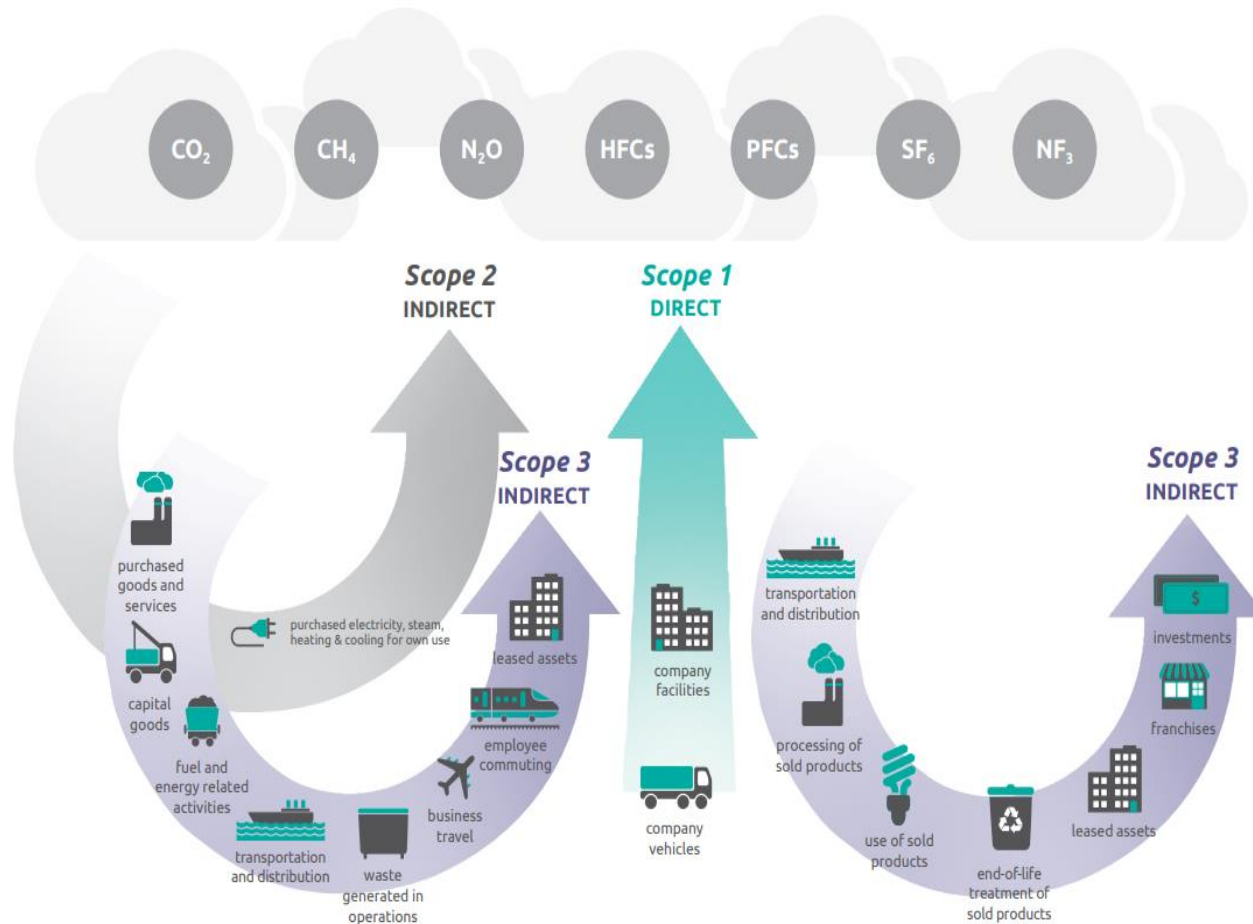 CO₂
CH₄
N₂O
HFCs
PFCs
SF₆
NF₃
Scope 2
INDIRECT
Scope 1
DIRECT
Scope 3
INDIRECT
Scope 3
INDIRECT
purchased
goods and
services
capital
goods
fuel and
energy related
activities
transportation
and distribution
waste
generated in
operations
business
travel
employee
commuting
leased assets
purchased electricity, steam,
heating & cooling for own use
company
facilities
company
vehicles
transportation
and distribution
processing of
sold products
use of sold
products
end-of-life
treatment of
sold products
leased assets
franchises
investments
$